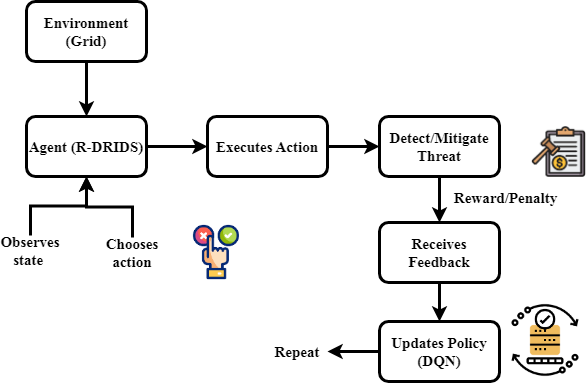 Environment
(Grid)
Agent (R-DRIDS)
Executes Action
Detect/Mitigate
Threat
Reward/Penalty
Observes
state
Chooses
action
Receives
Feedback
Updates Policy
(DQN)
Repeat